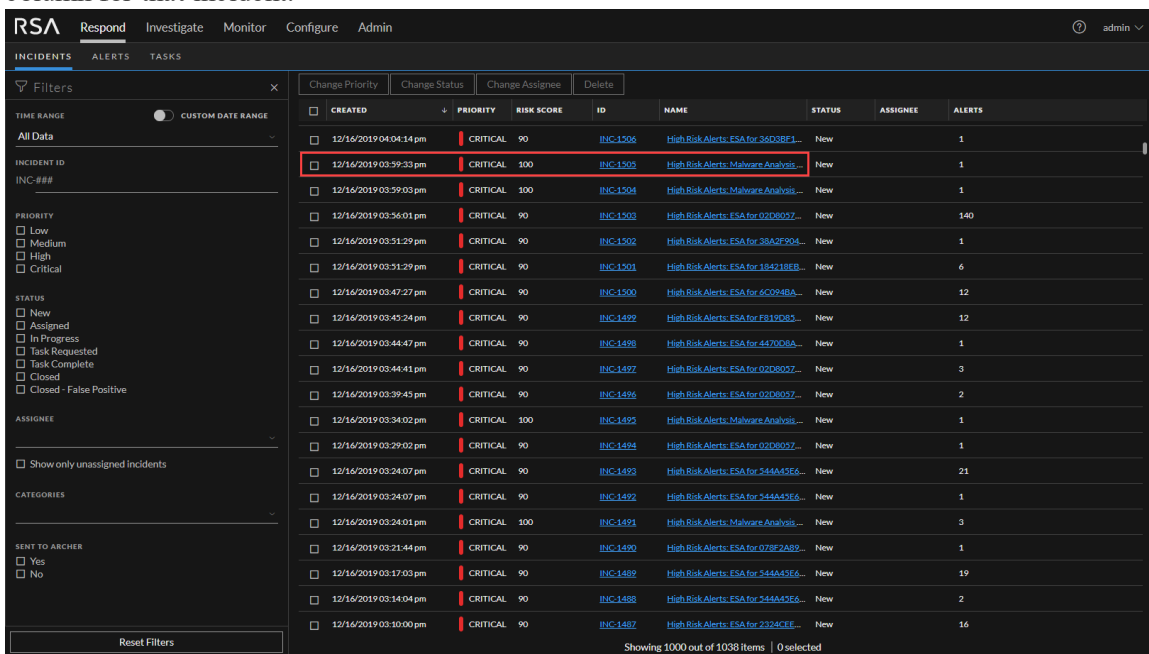 RSA Respond Investigate Monitor Configure Admin admin
INCIDENTS ALERTS TASKS
Filters
TIME RANGE CUSTOM DATE RANGE
All Data
INCIDENT ID
INC-###
PRIORITY
Low
Medium
High
Critical
STATUS
New
Assigned
In Progress
Task Requested
Task Complete
Closed
Closed - False Positive
ASSIGNEE
Show only unassigned incidents
CATEGORIES
SENT TO ARCHER
Yes
No
Reset Filters
Change Priority Change Status Change Assignee Delete
CREATED PRIORITY RISK SCORE ID NAME STATUS ASSIGNEE ALERTS
12/16/2019 04:04:14 pm CRITICAL 90 INC-1506 High Risk Alerts: ESA for 36D3BF1... New 1
12/16/2019 03:59:33 pm CRITICAL 100 INC-1505 High Risk Alerts: Malware Analysis ... New 1
12/16/2019 03:59:03 pm CRITICAL 100 INC-1504 High Risk Alerts: Malware Analysis ... New 1
12/16/2019 03:56:01 pm CRITICAL 90 INC-1503 High Risk Alerts: ESA for 02D8057... New 140
12/16/2019 03:51:29 pm CRITICAL 90 INC-1502 High Risk Alerts: ESA for 38A2F904... New 1
12/16/2019 03:51:29 pm CRITICAL 90 INC-1501 High Risk Alerts: ESA for 184218EB... New 6
12/16/2019 03:47:27 pm CRITICAL 90 INC-1500 High Risk Alerts: ESA for 6C094BA... New 12
12/16/2019 03:45:24 pm CRITICAL 90 INC-1499 High Risk Alerts: ESA for F819D85... New 12
12/16/2019 03:44:47 pm CRITICAL 90 INC-1498 High Risk Alerts: ESA for 4470D8A... New 1
12/16/2019 03:44:41 pm CRITICAL 90 INC-1497 High Risk Alerts: ESA for 02D8057... New 3
12/16/2019 03:39:45 pm CRITICAL 90 INC-1496 High Risk Alerts: ESA for 02D8057... New 2
12/16/2019 03:34:02 pm CRITICAL 100 INC-1495 High Risk Alerts: Malware Analysis ... New 1
12/16/2019 03:29:02 pm CRITICAL 90 INC-1494 High Risk Alerts: ESA for 02D8057... New 1
12/16/2019 03:24:07 pm CRITICAL 90 INC-1493 High Risk Alerts: ESA for 544A45E6... New 21
12/16/2019 03:24:07 pm CRITICAL 90 INC-1492 High Risk Alerts: ESA for 544A45E6... New 1
12/16/2019 03:24:01 pm CRITICAL 100 INC-1491 High Risk Alerts: Malware Analysis ... New 3
12/16/2019 03:21:44 pm CRITICAL 90 INC-1490 High Risk Alerts: ESA for 078F2A89... New 1
12/16/2019 03:17:03 pm CRITICAL 90 INC-1489 High Risk Alerts: ESA for 544A45E6... New 19
12/16/2019 03:14:04 pm CRITICAL 90 INC-1488 High Risk Alerts: ESA for 544A45E6... New 2
12/16/2019 03:10:00 pm CRITICAL 90 INC-1487 High Risk Alerts: ESA for 2324CEE... New 16
Showing 1000 out of 1038 items | 0 selected